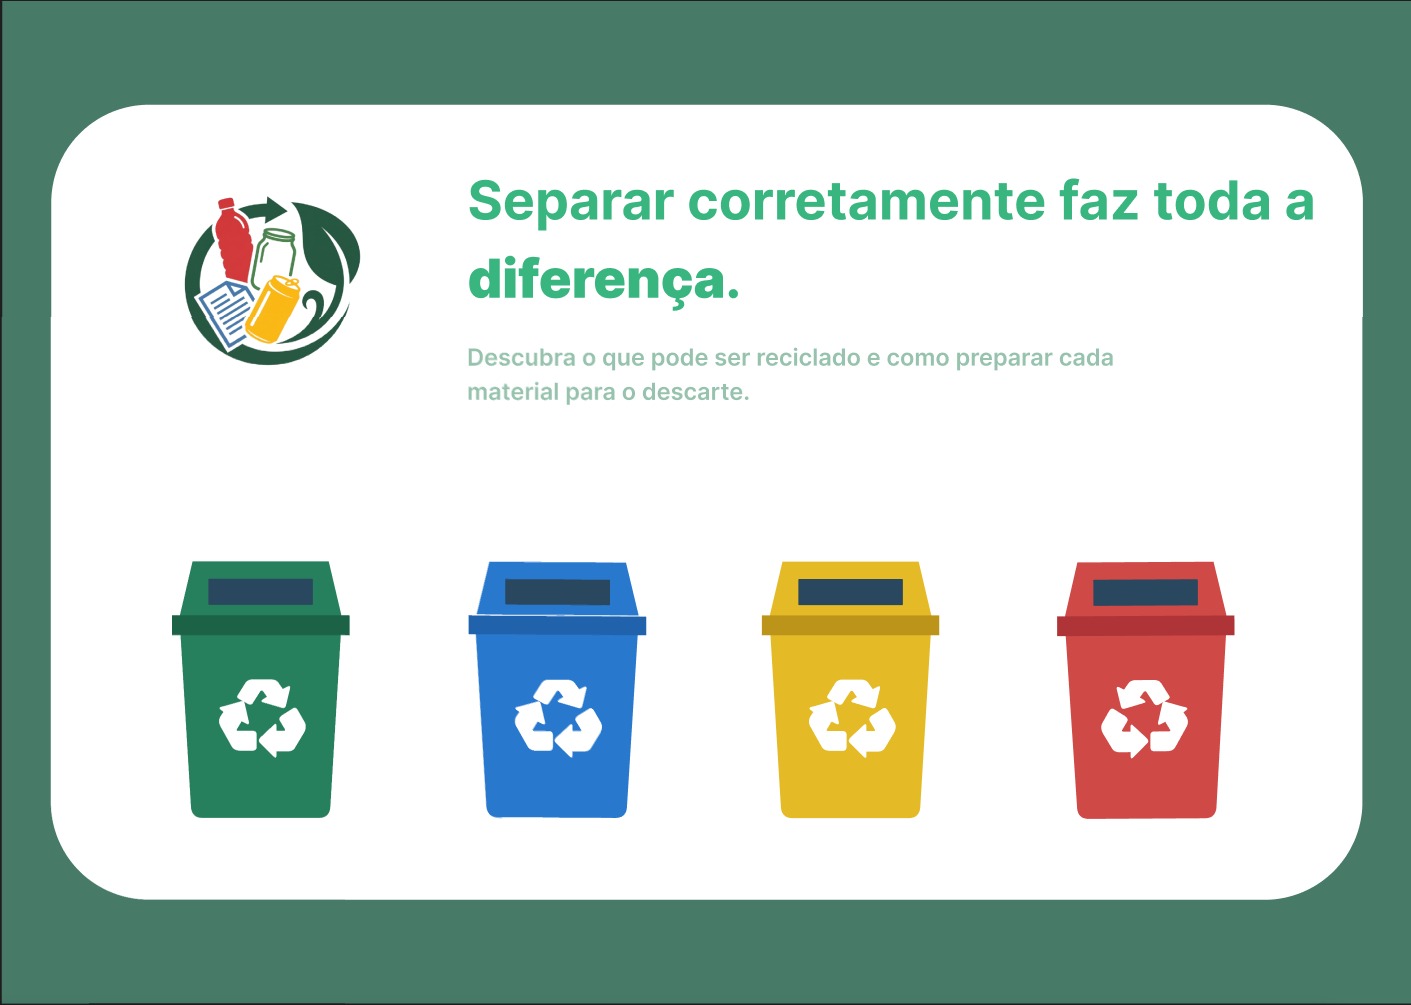 Separar corretamente faz toda a
diferença.
Descubra o que pode ser reciclado e como preparar cada
material para o descarte.